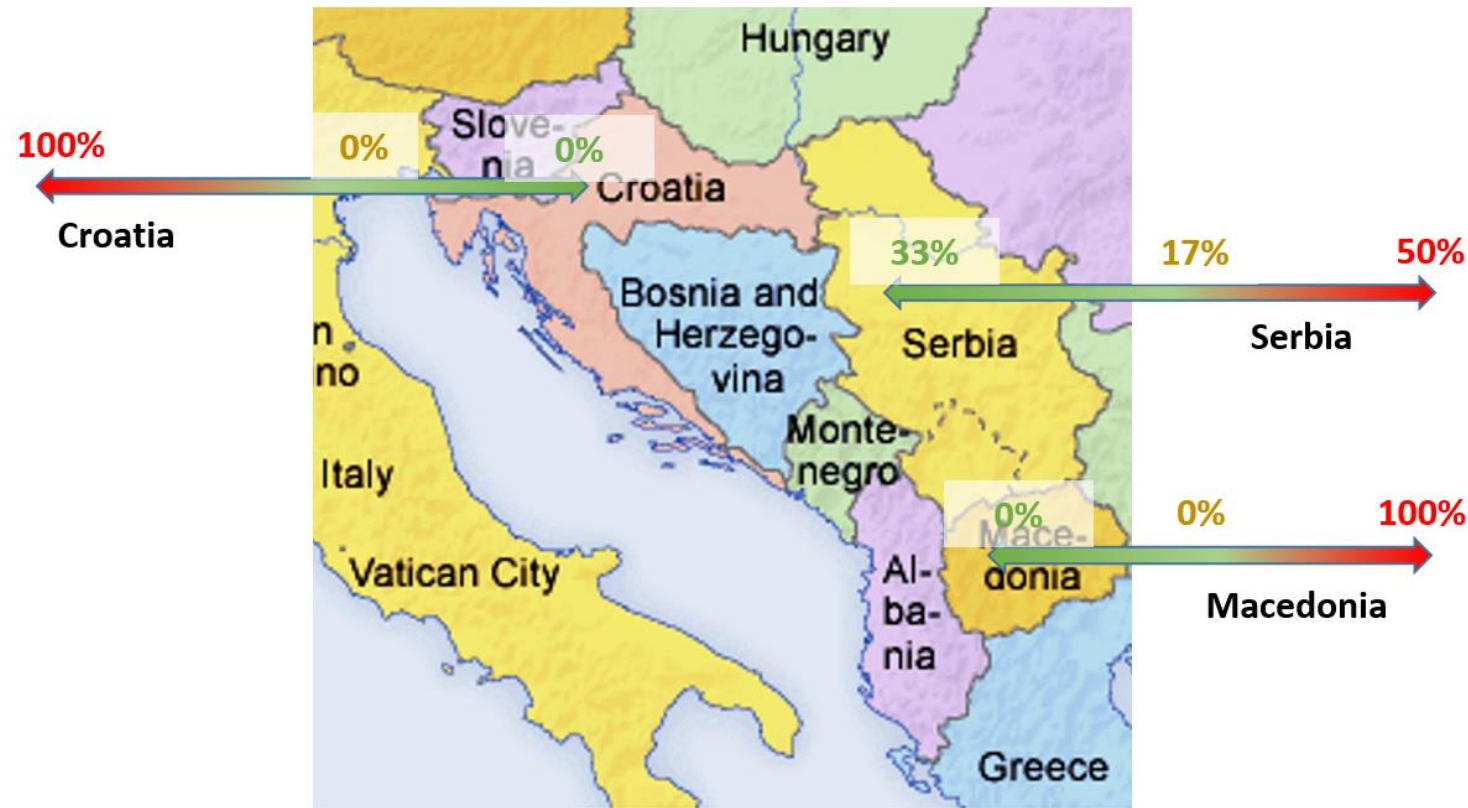 Hungary
Slove-
nia
100%
0%
0%
Croatia
Croatia
33%
17%
50%
Bosnia and
Herzego-
vina
Serbia
Serbia
n
no
Monte-
negro
Italy
0%
0%
100%
Mace-
donia
Macedonia
Vatican City
Al-
ba-
nia
Greece